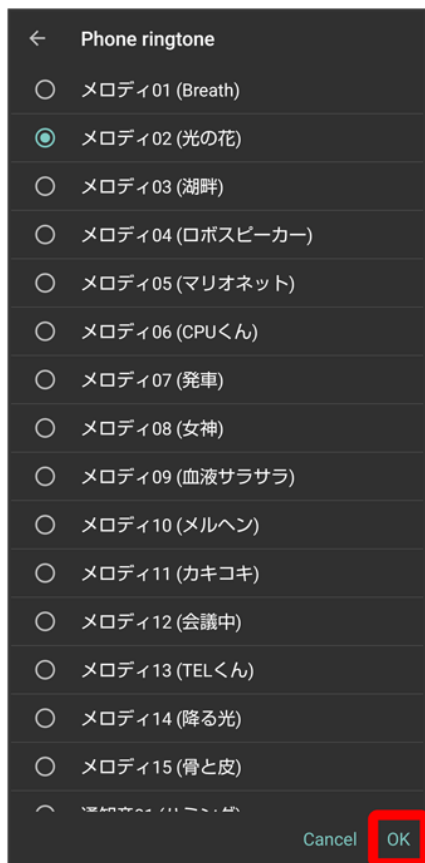 Phone ringtone
メロディ01 (Breath)
メロディ02 (光の花)
メロディ03 (湖畔)
メロディ04 (ロボスピーカー)
メロディ05 (マリオネット)
メロディ06 (CPUくん)
メロディ07 (発車)
メロディ08 (女神)
メロディ09 (血液サラサラ)
メロディ10 (メルヘン)
メロディ11 (カキコキ)
メロディ12 (会議中)
メロディ13 (TELくん)
メロディ14 (降る光)
メロディ15 (骨と皮)
Cancel OK